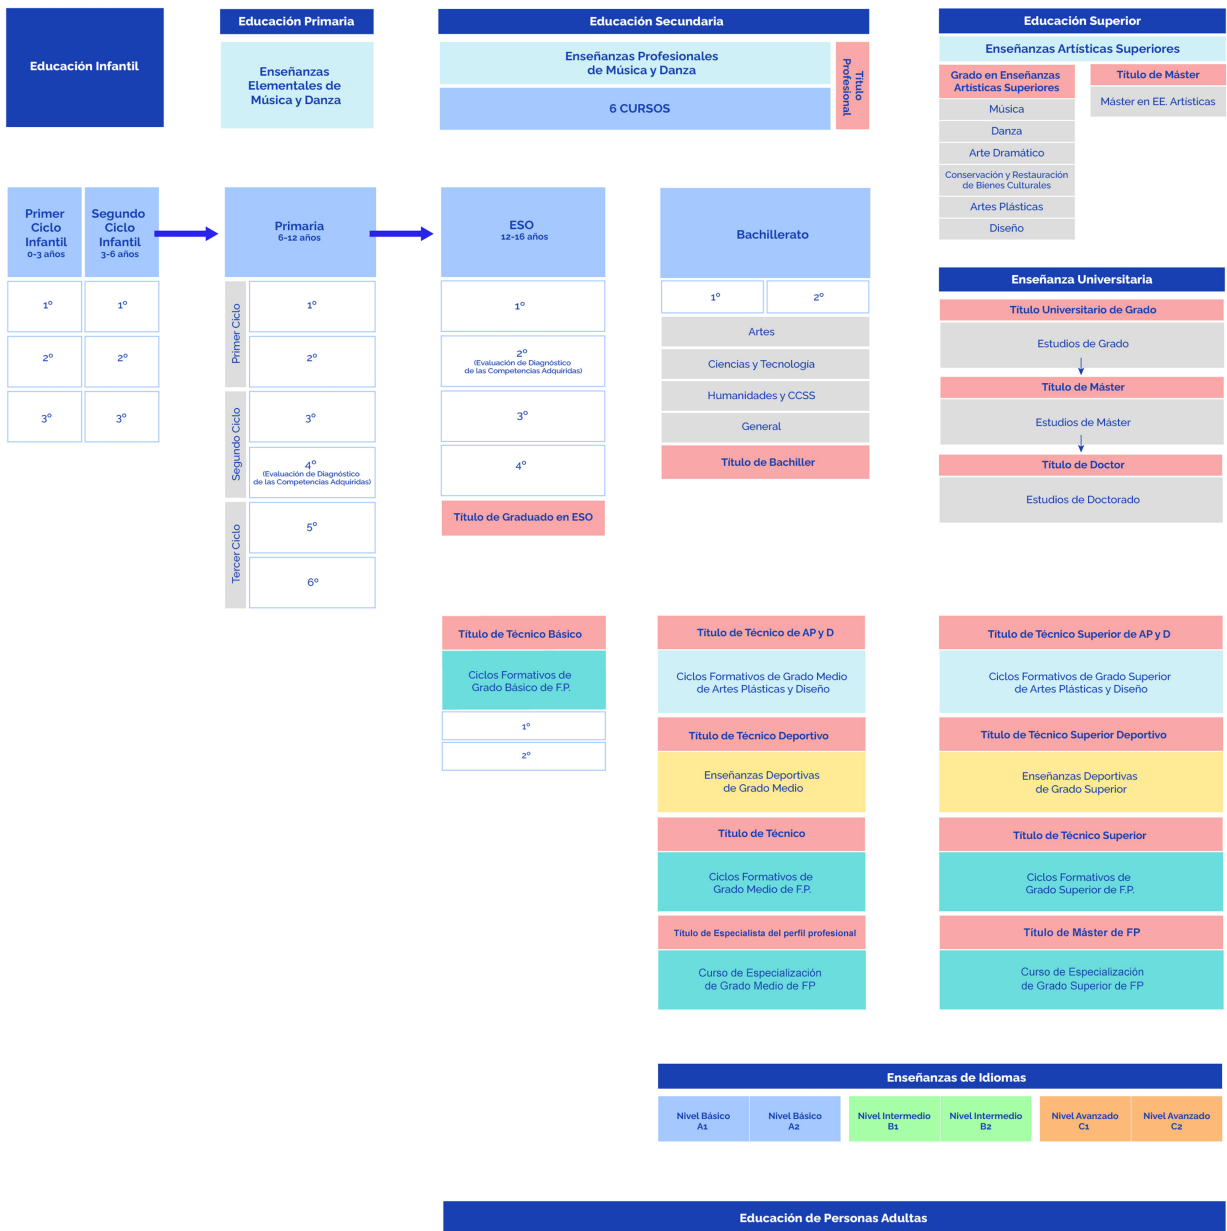 Educación Infantil
Educación Primaria
Enseñanzas
Elementales de
Música y Danza
Educación Secundaria
Enseñanzas Profesionales
de Música y Danza
6 CURSOS
Título
Profesional
Educación Superior
Enseñanzas Artísticas Superiores
Grado en Enseñanzas
Artísticas Superiores
Música
Danza
Arte Dramático
Conservación y Restauración
de Bienes Culturales
Artes Plásticas
Diseño
Título de Máster
Máster en EE. Artísticas
Primer
Ciclo
Infantil
0-3 años
1º
2º
3º
Segundo
Ciclo
Infantil
3-6 años
1º
2º
3º
Primaria
6-12 años
Primer Ciclo
1º
2º
Segundo Ciclo
3º
4º
(Evaluación de Diagnóstico
de las Competencias Adquiridas)
Tercer Ciclo
5º
6º
ESO
12-16 años
1º
2º
(Evaluación de Diagnóstico
de las Competencias Adquiridas)
3º
4º
Título de Graduado en ESO
Bachillerato
1º
2º
Artes
Ciencias y Tecnología
Humanidades y CCSS
General
Título de Bachiller
Enseñanza Universitaria
Título Universitario de Grado
Estudios de Grado
Título de Máster
Estudios de Máster
Título de Doctor
Estudios de Doctorado
Título de Técnico Básico
Ciclos Formativos de
Grado Básico de F.P.
1º
2º
Título de Técnico de AP y D
Ciclos Formativos de Grado Medio
de Artes Plásticas y Diseño
Título de Técnico Deportivo
Enseñanzas Deportivas
de Grado Medio
Título de Técnico
Ciclos Formativos de
Grado Medio de F.P.
Título de Especialista del perfil profesional
Curso de Especialización
de Grado Medio de FP
Título de Técnico Superior de AP y D
Ciclos Formativos de Grado Superior
de Artes Plásticas y Diseño
Título de Técnico Superior Deportivo
Enseñanzas Deportivas
de Grado Superior
Título de Técnico Superior
Ciclos Formativos de
Grado Superior de F.P.
Título de Máster de FP
Curso de Especialización
de Grado Superior de FP
Enseñanzas de Idiomas
Nivel Básico
A1
Nivel Básico
A2
Nivel Intermedio
B1
Nivel Intermedio
B2
Nivel Avanzado
C1
Nivel Avanzado
C2
Educación de Personas Adultas